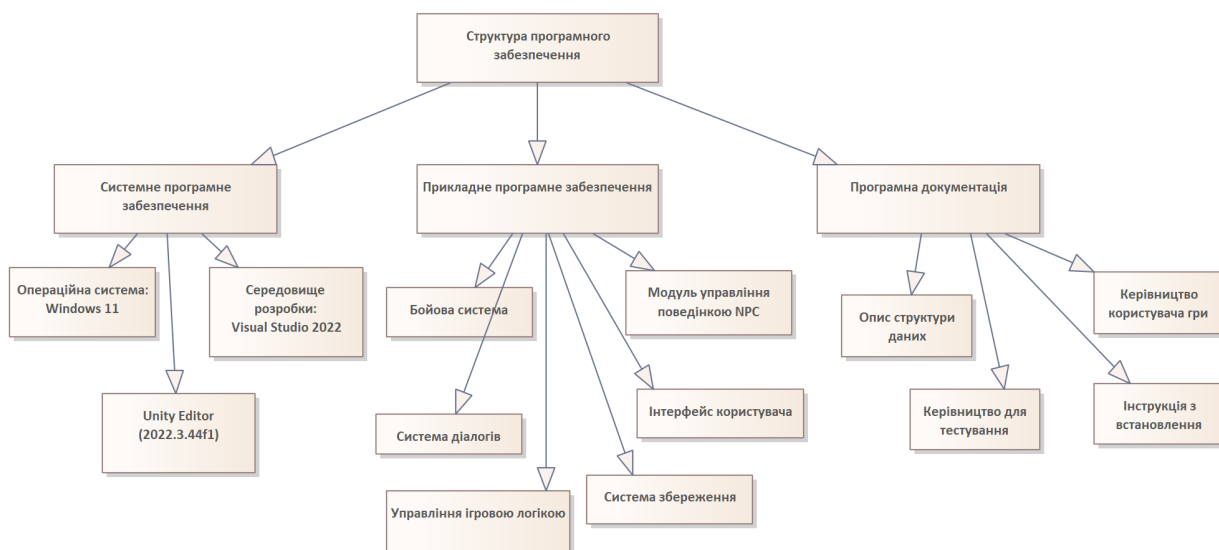 Структура програмного
забезпечення
Системне програмне
забезпечення
Прикладне програмне забезпечення
Програмна документація
Операційна система:
Windows 11
Середовище
розробки:
Visual Studio 2022
Unity Editor
(2022.3.44f1)
Бойова система
Модуль управління
поведінкою NPC
Система діалогів
Інтерфейс користувача
Управління ігровою логікою
Система збереження
Опис структури
даних
Керівництво
користувача гри
Керівництво для
тестування
Інструкція з
встановлення